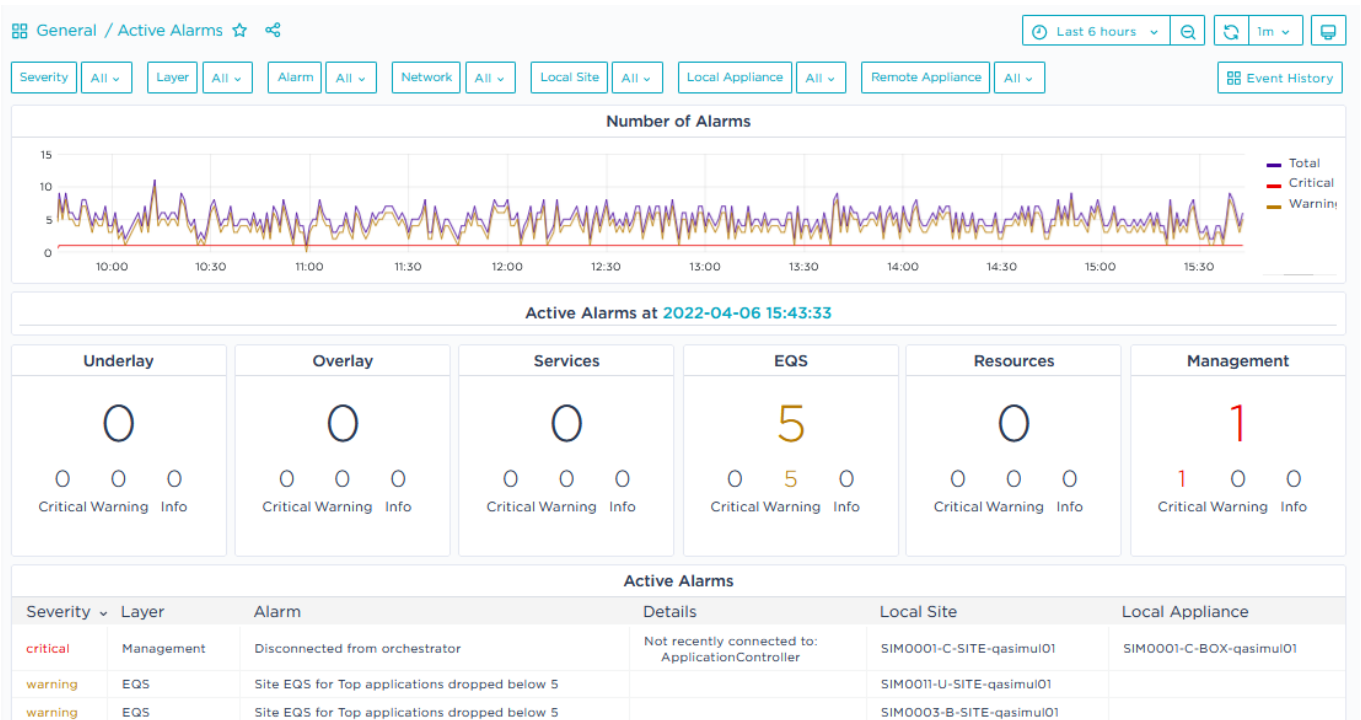 General / Active Alarms
Last 6 hours 1m
Severity All Layer All Alarm All Network All Local Site All Local Appliance All Remote Appliance All Event History
Number of Alarms
15
10
5
0
10:00 10:30 11:00 11:30 12:00 12:30 13:00 13:30 14:00 14:30 15:00 15:30
Total
Critical
Warning
Active Alarms at 2022-04-06 15:43:33
Underlay Overlay Services EQS Resources Management
0 0 0 5 0 1
0 0 0 0 0 0 0 0 0 0 5 0 0 0 0 1 0 0
Critical Warning Info Critical Warning Info Critical Warning Info Critical Warning Info Critical Warning Info Critical Warning Info
Active Alarms
Severity Layer Alarm Details Local Site Local Appliance
critical Management Disconnected from orchestrator Not recently connected to: SIM0001-C-SITE-qasimul01 SIM0001-C-BOX-qasimul01
ApplicationController
warning EQS Site EQS for Top applications dropped below 5 SIM0011-U-SITE-qasimul01
warning EQS Site EQS for Top applications dropped below 5 SIM0003-B-SITE-qasimul01